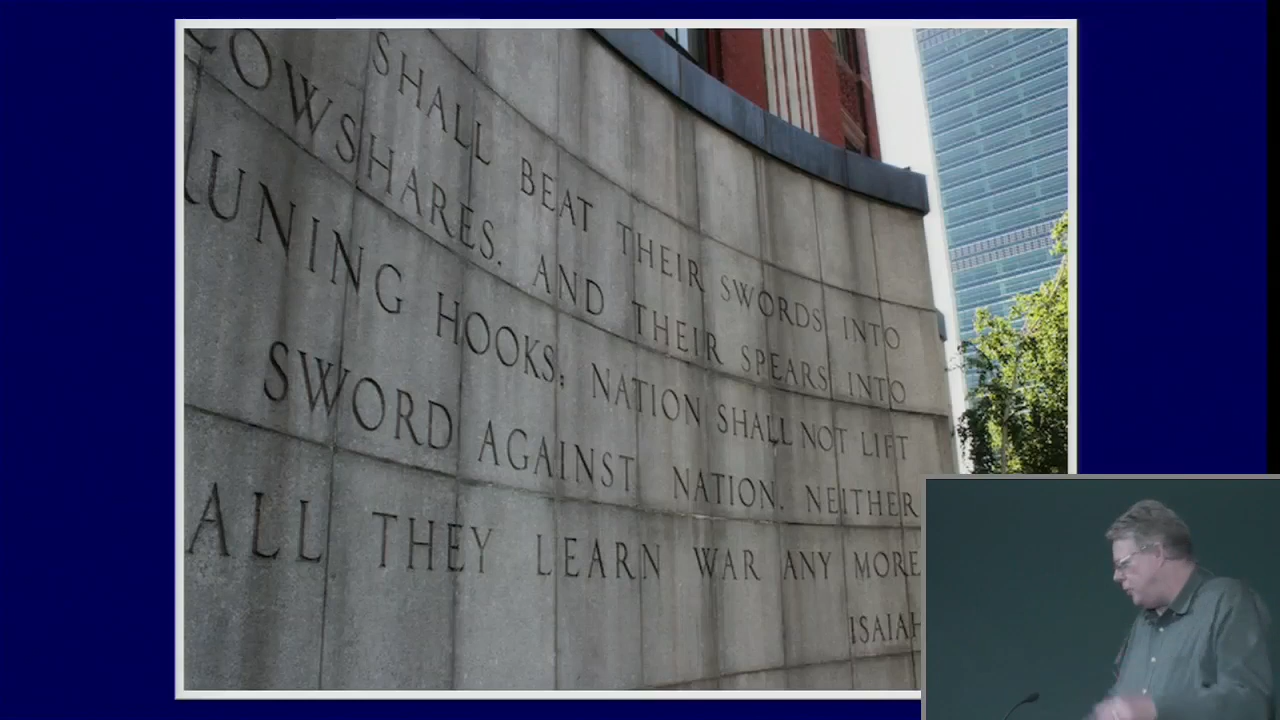 SHALL BEAT THEIR SWORDS INTO
LOWSHARES. AND THEIR SPEARS INTO
RUNING HOOKS; NATION SHALL NOT LIFT
SWORD AGAINST NATION. NEITHER
ALL THEY LEARN WAR ANY MORE
ISAIAH